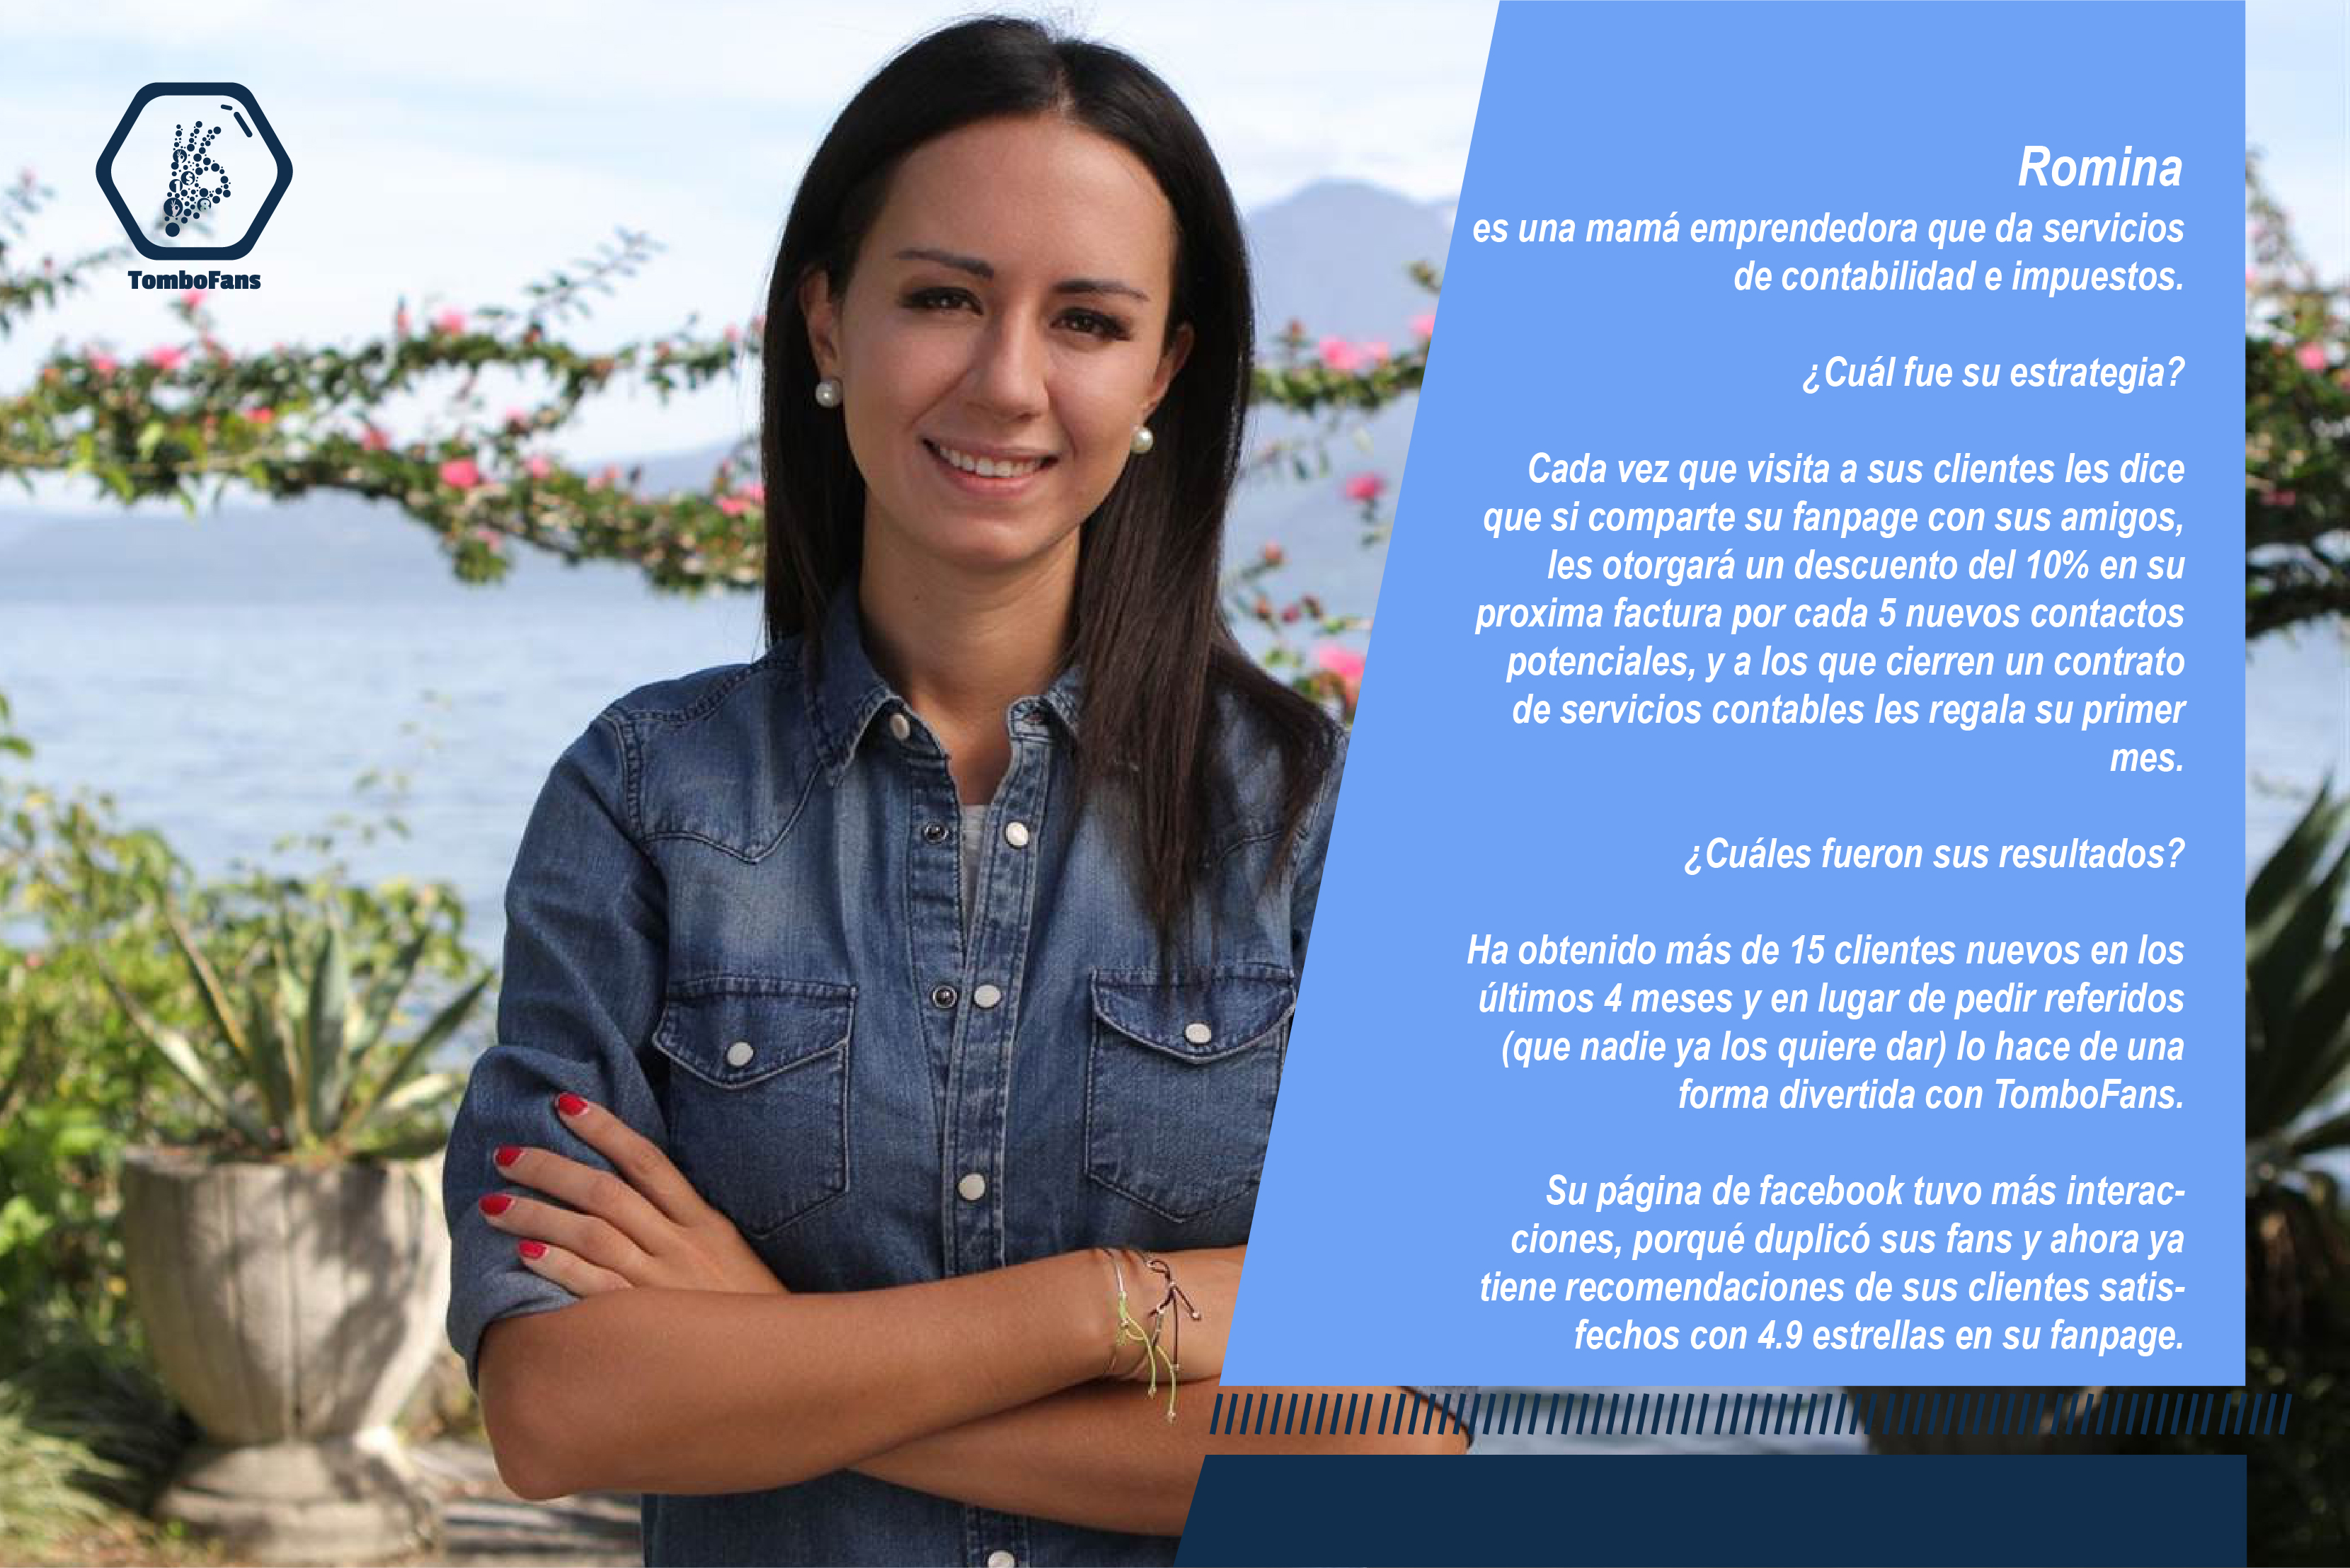 TomboFans
Romina
es una mamá emprendedora que da servicios
de contabilidad e impuestos.
¿Cuál fue su estrategia?
Cada vez que visita a sus clientes les dice
que si comparte su fanpage con sus amigos,
les otorgará un descuento del 10% en su
proxima factura por cada 5 nuevos contactos
potenciales, y a los que cierren un contrato
de servicios contables les regala su primer
mes.
¿Cuáles fueron sus resultados?
Ha obtenido más de 15 clientes nuevos en los
últimos 4 meses y en lugar de pedir referidos
(que nadie ya los quiere dar) lo hace de una
forma divertida con TomboFans.
Su página de facebook tuvo más interac-
ciones, porqué duplicó sus fans y ahora ya
tiene recomendaciones de sus clientes satis-
fechos con 4.9 estrellas en su fanpage.